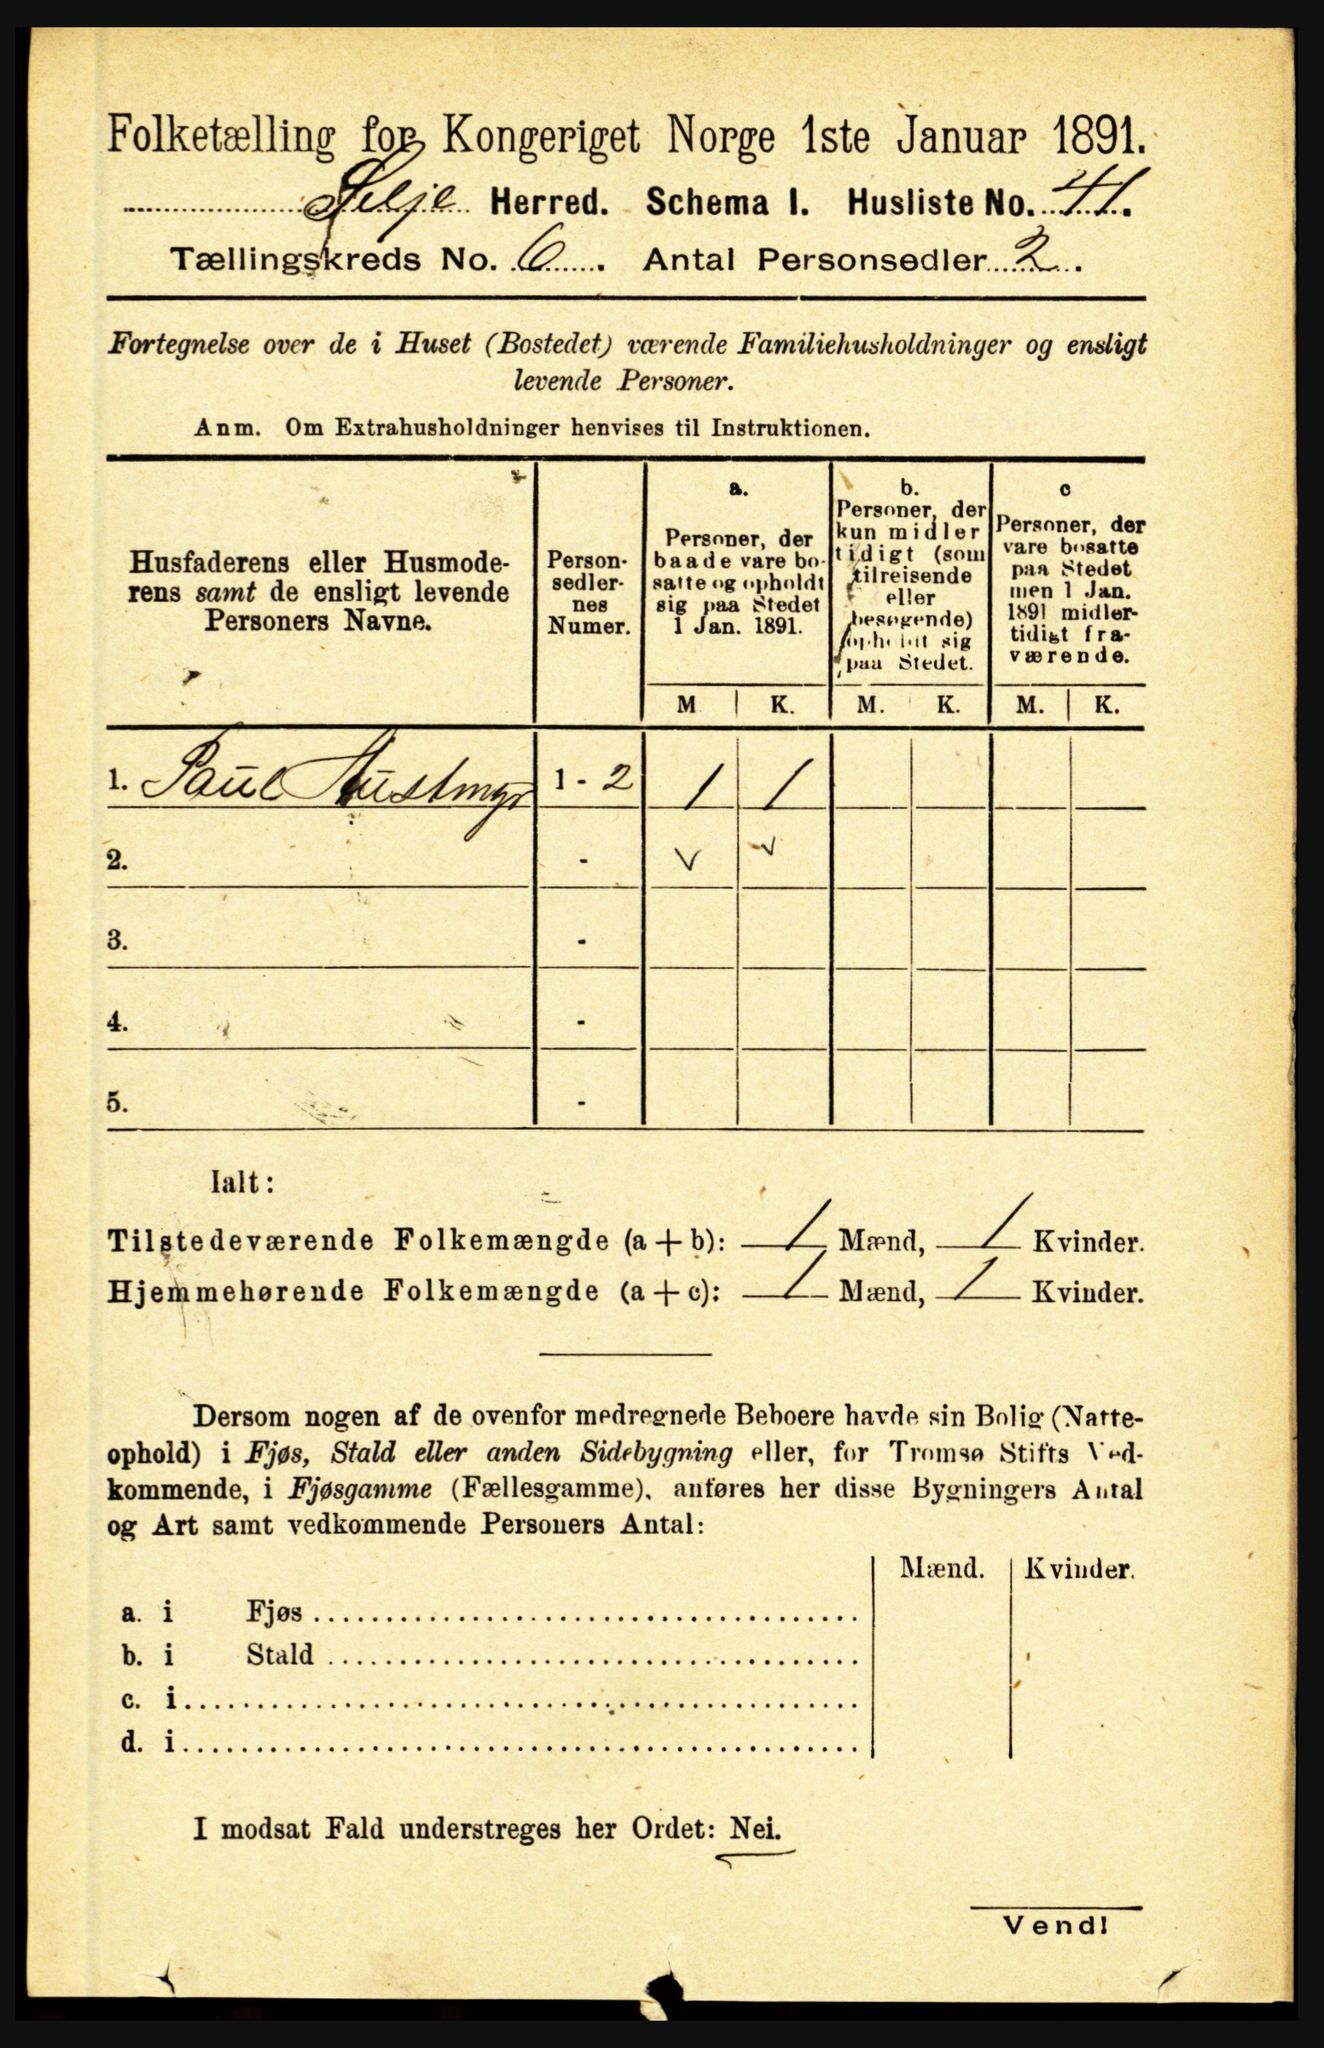 Folketælling for Kongeriget Norge 1ste Januar 1891.
Selje Herred. Schema I. Husliste No. 41.
Tællingskreds No. 6. Antal Personsedler 2.
Fortegnelse over de i Huset (Bostedet) værende Familiehusholdninger og ensligt
levende Personer.
Anm. Om Extrahusholdninger henvises til Instruktionen.
Husfaderens eller Husmode-
rens samt de ensligt levende
Personers Navne.
Person-
sedler-
nes
Numer.
a.
Personer, der
baade vare bo-
satte og opholdt
sig paa Stedet
1 Jan. 1891.
b.
Personer, der
kun midler
tidigt (som
tilreisende
eller
besøgende)
opholdt sig
paa Stedet.
c
Personer, der
vare bosatte
paa Stedet
men 1 Jan.
1891 midler-
tidigt fra-
værende.
M K. M. K. M. K.
1. Paul Austmyr 1 - 2 1 1
2. -
3. -
4. -
5. -
Ialt:
Tilstedeværende Folkemængde (a + b): 1 Mænd, 1 Kvinder.
Hjemmehørende Folkemængde (a + c): 1 Mænd, 1 Kvinder.
Dersom nogen af de ovenfor medregnede Beboere havde sin Bolig (Natte-
ophold) i Fjøs, Stald eller anden Sidebygning eller, for Tromsø Stifts Ved-
kommende, i Fjøsgamme (Fællesgamme), anføres her disse Bygningers Antal
og Art samt vedkommende Personers Antal:
Mænd. Kvinder.
a. i Fjøs
b. i Stald
c. i
d. i
I modsat Fald understreges her Ordet: Nei.
Vend!